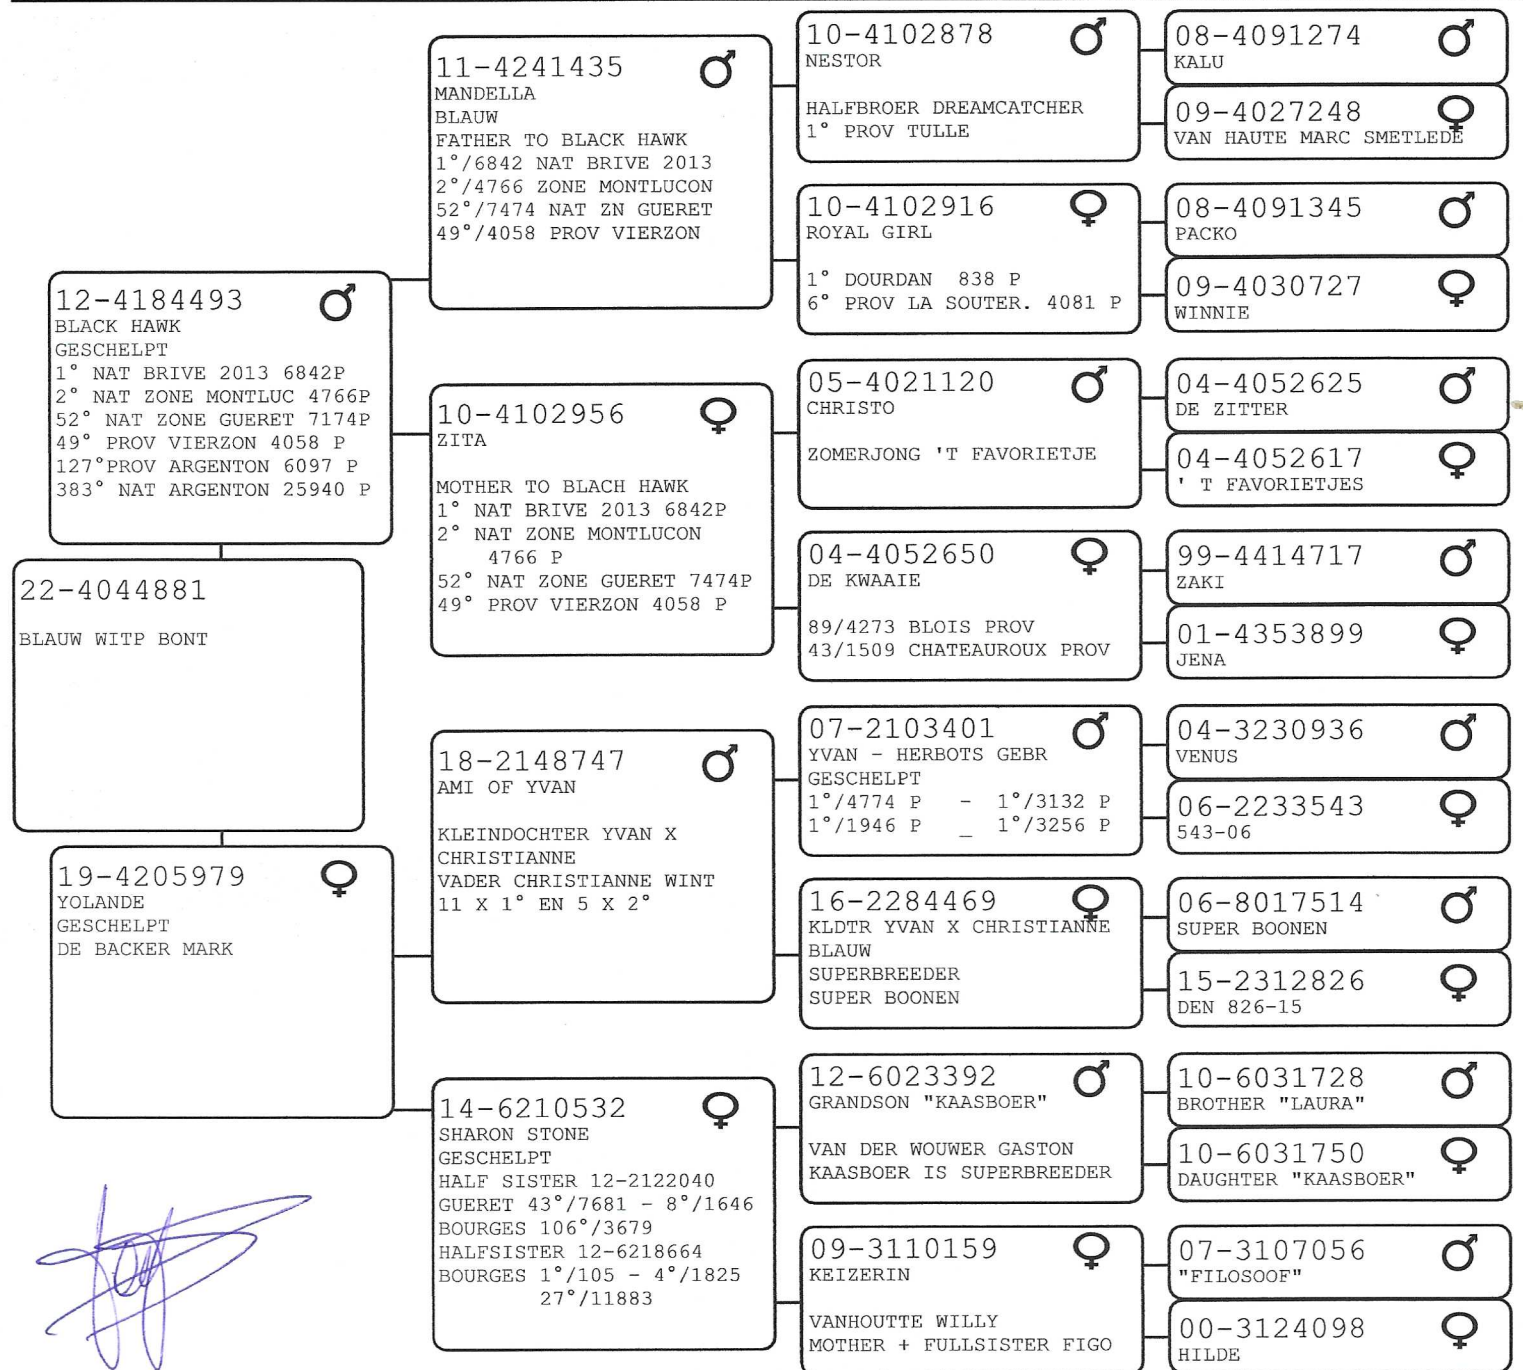 22-4044881
BLAUW WITP BONT
12-4184493
BLACK HAWK
GESCHELPT
1° NAT BRIVE 2013 6842P
2° NAT ZONE MONTLUC 4766P
52° NAT ZONE GUERET 7174P
49° PROV VIERZON 4058 P
127°PROV ARGENTON 6097 P
383° NAT ARGENTON 25940 P
19-4205979
YOLANDE
GESCHELPT
DE BACKER MARK
11-4241435
MANDELLA
BLAUW
FATHER TO BLACK HAWK
1°/6842 NAT BRIVE 2013
2°/4766 ZONE MONTLUCON
52°/7474 NAT ZN GUERET
49°/4058 PROV VIERZON
10-4102956
ZITA
MOTHER TO BLACH HAWK
1° NAT BRIVE 2013 6842P
2° NAT ZONE MONTLUCON
4766 P
52° NAT ZONE GUERET 7474P
49° PROV VIERZON 4058 P
18-2148747
AMI OF YVAN
KLEINDOCHTER YVAN X
CHRISTIANNE
VADER CHRISTIANNE WINT
11 X 1° EN 5 X 2°
14-6210532
SHARON STONE
GESCHELPT
HALF SISTER 12-2122040
GUERET 43°/7681 - 8°/1646
BOURGES 106°/3679
HALFSISTER 12-6218664
BOURGES 1°/105 - 4°/1825
27°/11883
10-4102878
NESTOR
HALFBROER DREAMCATCHER
1° PROV TULLE
10-4102916
ROYAL GIRL
1° DOURDAN 838 P
6° PROV LA SOUTER. 4081 P
05-4021120
CHRISTO
ZOMERJONG 'T FAVORIETJE
04-4052650
DE KWAAIE
89/4273 BLOIS PROV
43/1509 CHATEAUROUX PROV
07-2103401
YVAN - HERBOTS GEBR
GESCHELPT
1°/4774 P - 1°/3132 P
1°/1946 P _ 1°/3256 P
16-2284469
KLDTR YVAN X CHRISTIANNE
BLAUW
SUPERBREEDER
SUPER BOONEN
12-6023392
GRANDSON "KAASBOER"
VAN DER WOUWER GASTON
KAASBOER IS SUPERBREEDER
09-3110159
KEIZERIN
VANHOUTTE WILLY
MOTHER + FULLSISTER FIGO
08-4091274
KALU
09-4027248
VAN HAUTE MARC SMETLEDE
08-4091345
PACKO
09-4030727
WINNIE
04-4052625
DE ZITTER
04-4052617
' T FAVORIETJES
99-4414717
ZAKI
01-4353899
JENA
04-3230936
VENUS
06-2233543
543-06
06-8017514
SUPER BOONEN
15-2312826
DEN 826-15
10-6031728
BROTHER "LAURA"
10-6031750
DAUGHTER "KAASBOER"
07-3107056
"FILOSOOF"
00-3124098
HILDE